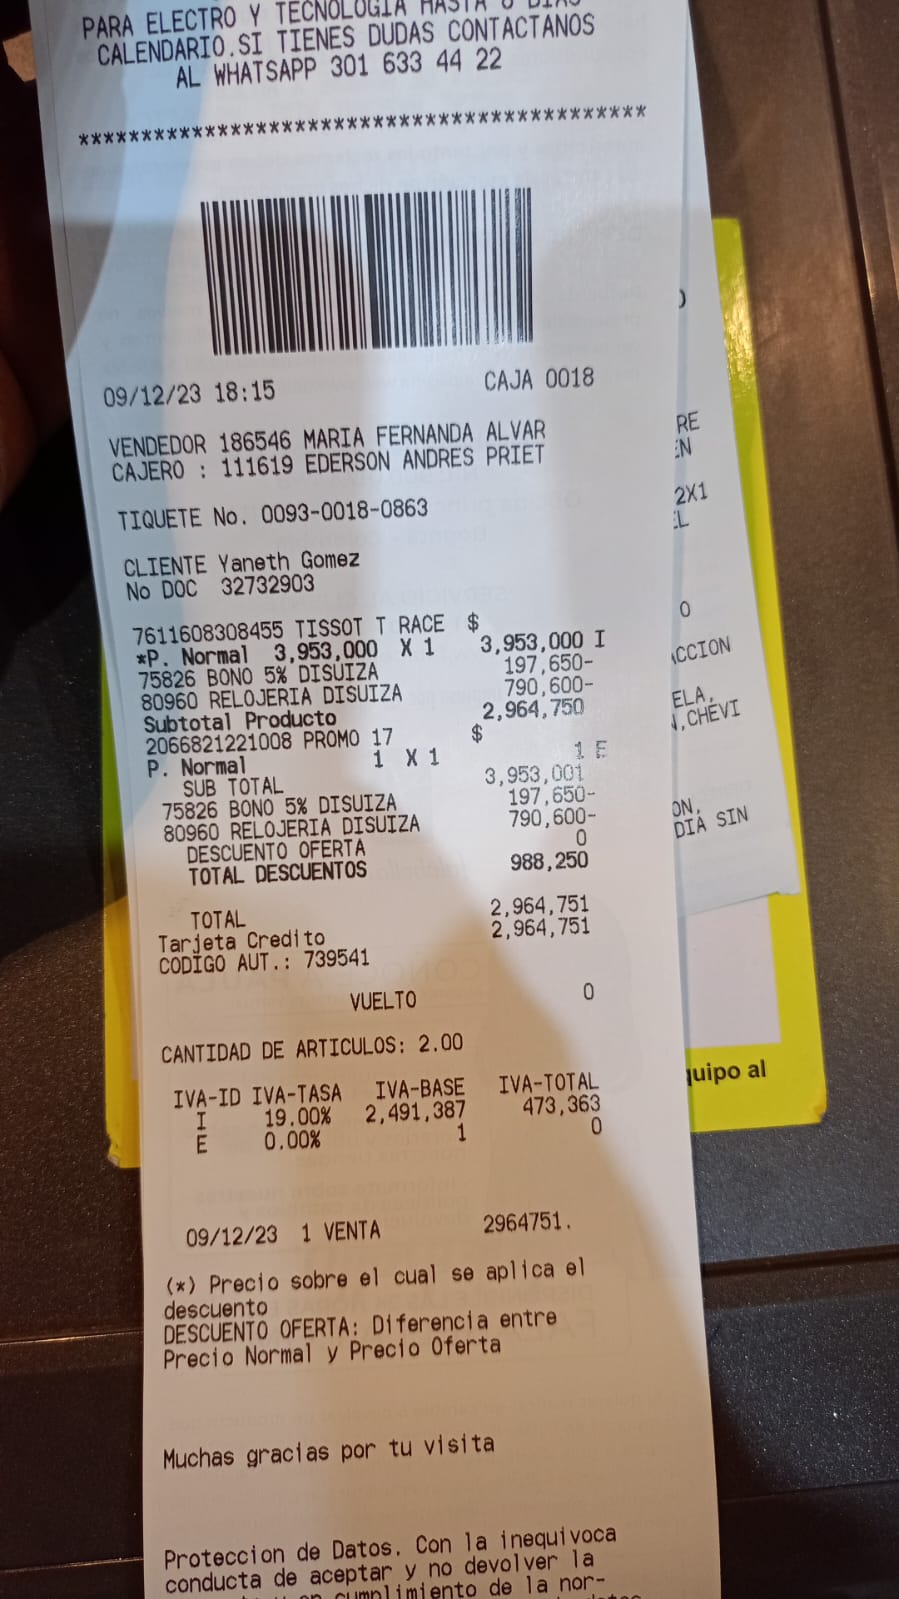 PARA ELECTRO Y TECNOLOGIA HASTA 8 DIAS
CALENDARIO.SI TIENES DUDAS CONTACTANOS
AL WHATSAPP 301 633 44 22
*********************************************
09/12/23 18:15 CAJA 0018
VENDEDOR 186546 MARIA FERNANDA ALVAR
CAJERO : 111619 EDERSON ANDRES PRIET
TIQUETE No. 0093-0018-0863
CLIENTE Yaneth Gomez
No DOC 32732903
7611608308455 TISSOT T RACE $
*P. Normal 3,953,000 X 1 3,953,000 I
75826 BONO 5% DISUIZA 197,650-
80960 RELOJERIA DISUIZA 790,600-
Subtotal Producto 2,964,750
2066821221008 PROMO 17 $
P. Normal 1 X 1 1 E
SUB TOTAL 3,953,001
75826 BONO 5% DISUIZA 197,650-
80960 RELOJERIA DISUIZA 790,600-
DESCUENTO OFERTA 0
TOTAL DESCUENTOS 988,250
TOTAL 2,964,751
Tarjeta Credito 2,964,751
CODIGO AUT.: 739541
VUELTO 0
CANTIDAD DE ARTICULOS: 2.00
IVA-ID IVA-TASA IVA-BASE IVA-TOTAL
I 19.00% 2,491,387 473,363
E 0.00% 1 0
09/12/23 1 VENTA 2964751.
(*) Precio sobre el cual se aplica el
descuento
DESCUENTO OFERTA: Diferencia entre
Precio Normal y Precio Oferta
Muchas gracias por tu visita
Proteccion de Datos. Con la inequivoca
conducta de aceptar y no devolver la
cumplimiento de la nor-
O
RE
EN
2X1
EL
O
ACCION
ELA,
N,CHEVI
ON,
DIA SIN
quipo al